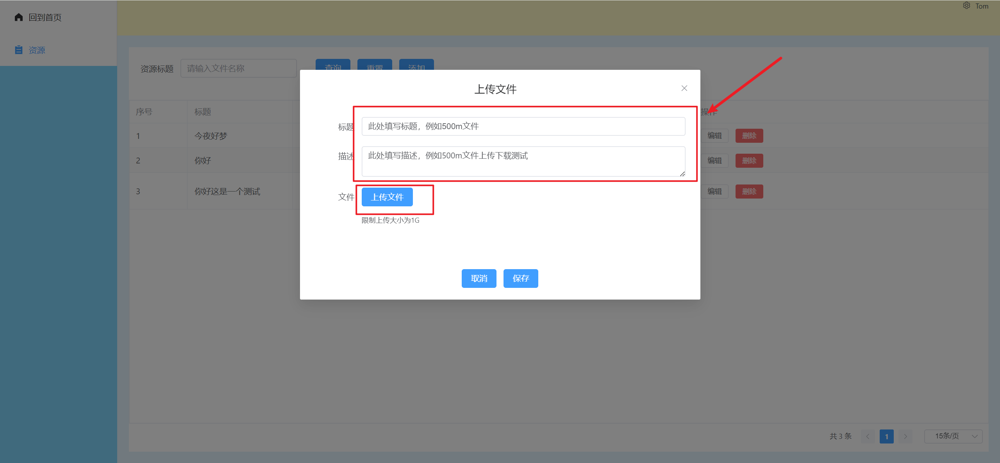 回到首页
Tom
资源
资源标题 请输入文件名称 查询 重置 添加
上传文件
序号 标题 操作
标题 此处填写标题，例如500m文件
1 今夜好梦 编辑 删除
描述 此处填写描述，例如500m文件上传下载测试
2 你好 编辑 删除
3 你好这是一个测试 编辑 删除
文件 上传文件
限制上传大小为1G
取消 保存
共 3 条 1 15条/页